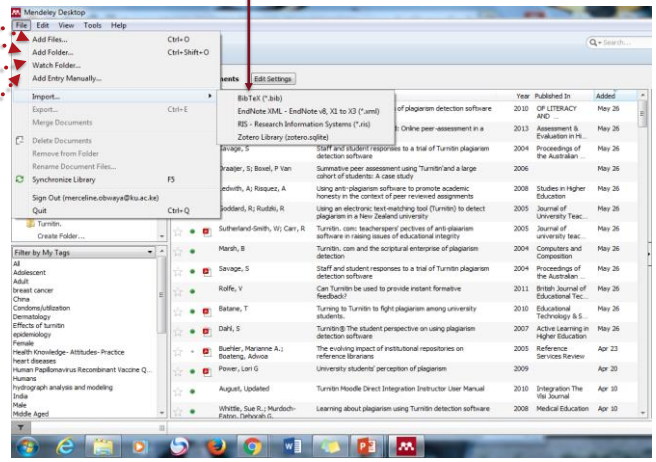 Mendeley Desktop
File Edit View Tools Help
Add Files... Ctrl+O
Add Folder... Ctrl+Shift+O
Watch Folder...
Add Entry Manually...
Import...
Export... Ctrl+E
Merge Documents
Delete Documents
Remove from Folder
Rename Document Files...
Synchronize Library F5
Sign Out (merceline.obwaya@ku.ac.ke)
Quit Ctrl+Q
BibTeX (*.bib)
EndNote XML - EndNote v8, X1 to X3 (*.xml)
RIS - Research Information Systems (*.ris)
Zotero Library (zotero.sqlite)
Search...
ments Edit Settings
Year Published In Added
of plagiarism detection software 2010 OF LITERACY AND ... May 26
: Online peer-assessment in a 2013 Assessment & Evaluation in Hi... May 26
Savage, S Staff and student responses to a trial of Turnitin plagiarism detection software 2004 Proceedings of the Australian ... May 26
Draaijer, S; Boxel, P Van Summative peer assessment using 'Turnitin'and a large cohort of students: A case study 2006 May 26
Ledwith, A; Risquez, A Using anti-plagiarism software to promote academic honesty in the context of peer reviewed assignments 2008 Studies in Higher Education May 26
Goddard, R; Rudzki, R Using an electronic text-matching tool (Turnitin) to detect plagiarism in a New Zealand university 2005 Journal of University Teac... May 26
Sutherland-Smith, W; Carr, R Turnitin. com: teacherspers' pectives of anti-plaiarism software in raising issues of educational integrity 2005 Journal of university teac... May 26
Marsh, B Turnitin. com and the scriptural enterprise of plagiarism detection 2004 Computers and Composition May 26
Savage, S Staff and student responses to a trial of Turnitin plagiarism detection software 2004 Proceedings of the Australian ... May 26
Rolfe, V Can Turnitin be used to provide instant formative feedback? 2011 British Journal of Educational Tec... May 26
Batane, T Turning to Turnitin to fight plagiarism among university students. 2010 Educational Technology & S... May 26
Dahl, S Turnitin® The student perspective on using plagiarism detection software 2007 Active Learning in Higher Education May 26
Buehler, Marianne A.; Boateng, Adwoa The evolving impact of institutional repositories on reference librarians 2005 Reference Services Review Apr 23
Power, Lori G University students' perception of plagiarism 2009 Apr 20
August, Updated Turnitin Moodle Direct Integration Instructor User Manual 2010 Integration The Visi Journal Apr 10
Whittle, Sue R.; Murdoch-Eaton, Deborah G. Learning about plagiarism using Turnitin detection software 2008 Medical Education Apr 10
Turnitin.
Create Folder...
Filter by My Tags
All
Adolescent
Adult
breast cancer
China
Condoms/utilization
Dermatology
Effects of turnitin
epidemiology
Female
Health Knowledge- Attitudes- Practice
heart diseases
Human Papillomavirus Recombinant Vaccine Q...
Humans
hydrograph analysis and modeling
India
Male
Middle Aged